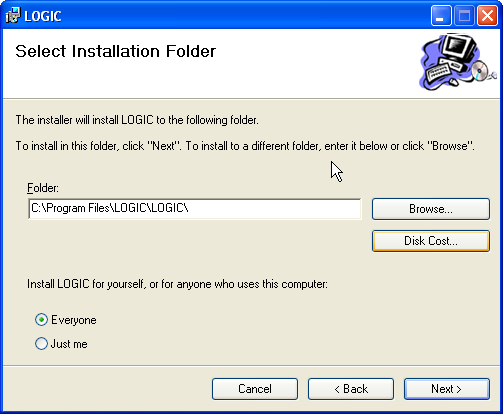 LOGIC
Select Installation Folder
The installer will install LOGIC to the following folder.
To install in this folder, click "Next". To install to a different folder, enter it below or click "Browse".
Folder:
C:\Program Files\LOGIC\LOGIC\
Browse...
Disk Cost...
Install LOGIC for yourself, or for anyone who uses this computer:
Everyone
Just me
Cancel
< Back
Next >